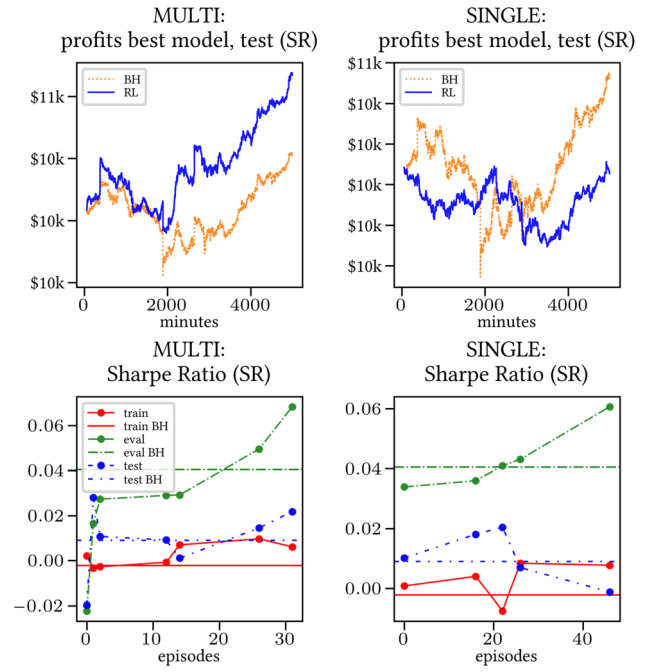 MULTI:
profits best model, test (SR)
$11k
$10k
$10k
$10k
BH
RL
0
2000
4000
minutes
SINGLE:
profits best model, test (SR)
$11k
$10k
$10k
$10k
$10k
$10k
BH
RL
0
2000
4000
minutes
MULTI:
Sharpe Ratio (SR)
0.06
0.04
0.02
0.00
−0.02
train
train BH
eval
eval BH
test
test BH
0
10
20
30
episodes
SINGLE:
Sharpe Ratio (SR)
0.06
0.04
0.02
0.00
0
20
40
episodes